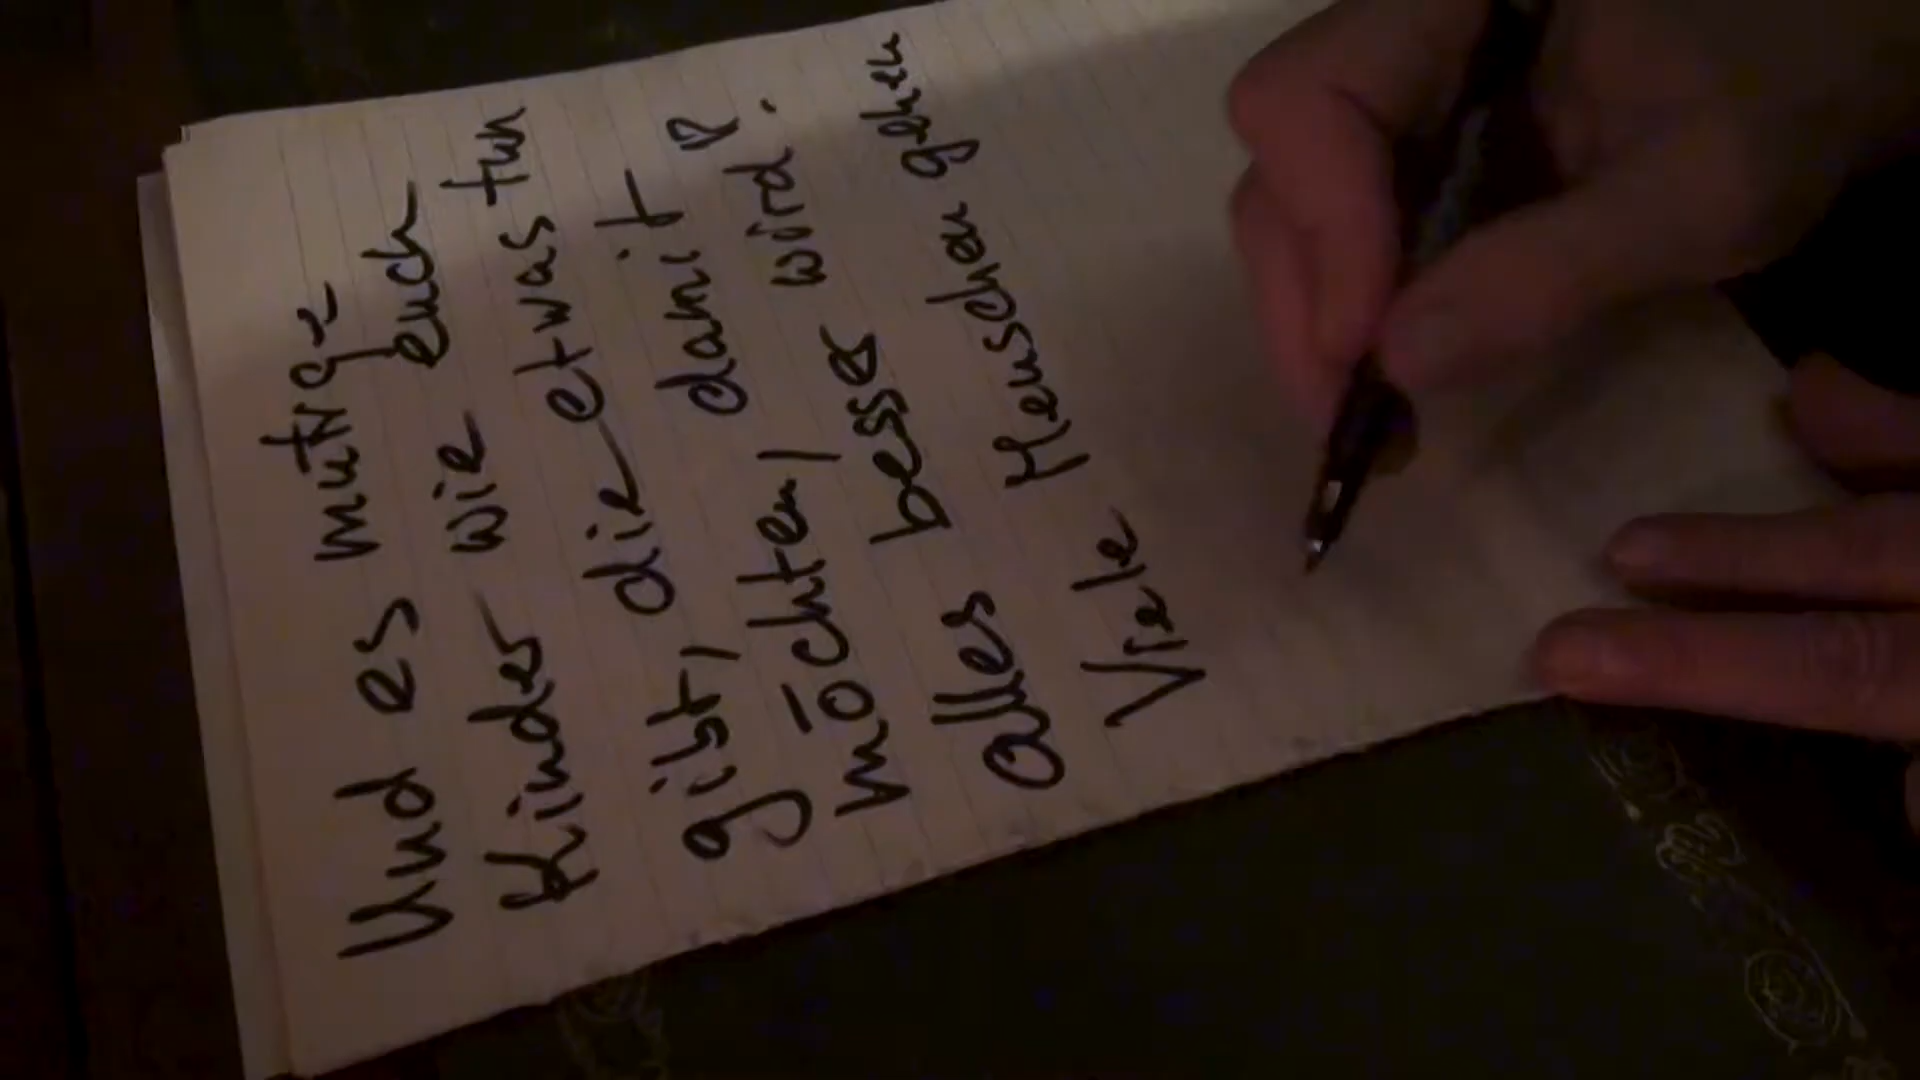 Und es mutige
Kinder wie euch
gibt, die etwas tun
möchten, damit
alles besser wird.
Viele Menschen gehen